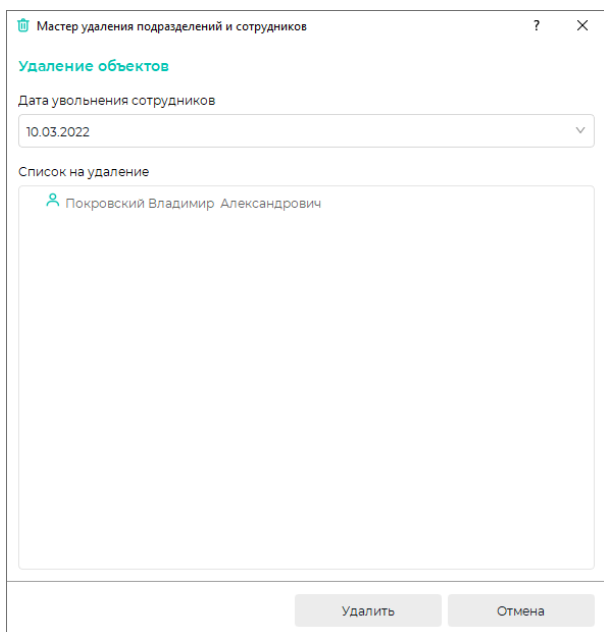 Мастер удаления подразделений и сотрудников ?
Удаление объектов
Дата увольнения сотрудников
10.03.2022
Список на удаление
Покровский Владимир Александрович
Удалить Отмена